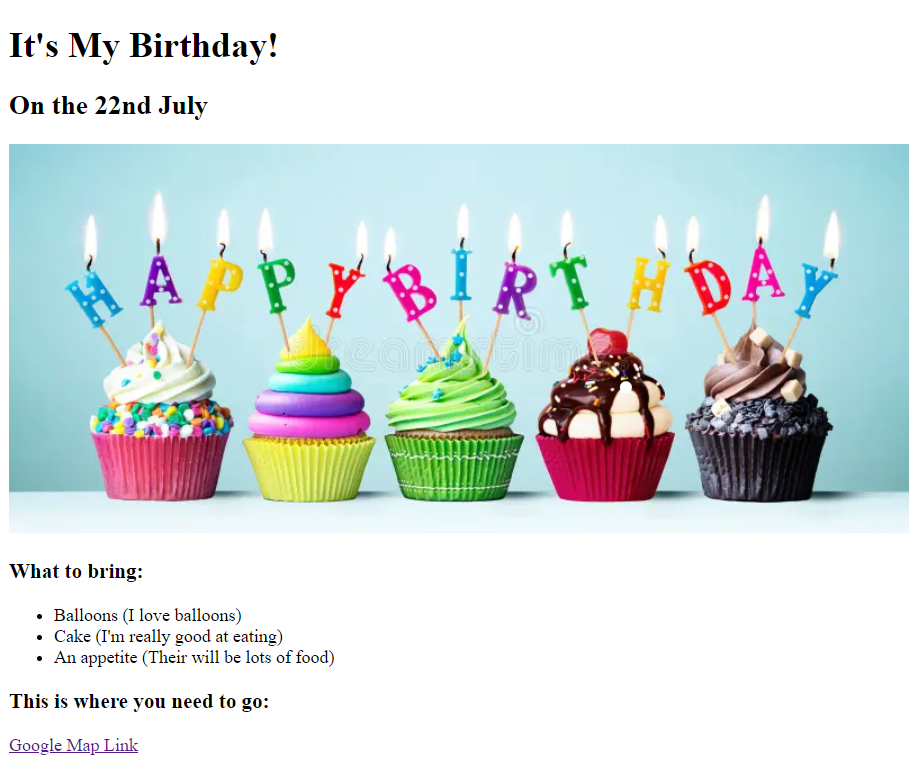 It's My Birthday!
On the 22nd July
HAPPY BIRTHDAY
dreamstime
What to bring:
Balloons (I love balloons)
Cake (I'm really good at eating)
An appetite (Their will be lots of food)
This is where you need to go:
Google Map Link